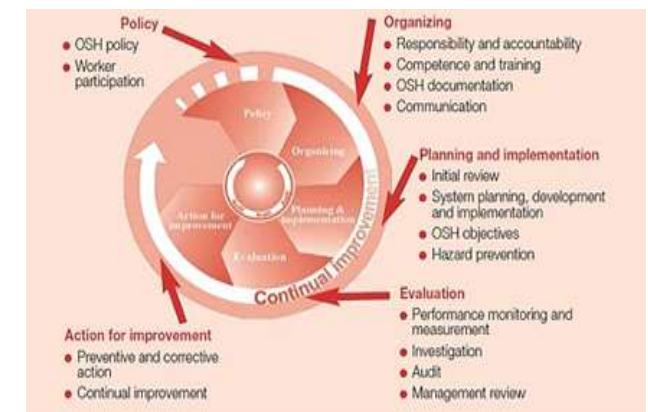 Policy
OSH policy
Worker
participation
Organizing
Responsibility and accountability
Competence and training
OSH documentation
Communication
Planning and implementation
Initial review
System planning, development
and implementation
OSH objectives
Hazard prevention
Evaluation
Performance monitoring and
measurement
Investigation
Audit
Management review
Action for improvement
Preventive and corrective
action
Continual improvement
Policy
Organizing
Planning &
implementation
Evaluation
Action for
improvement
Continual improvement